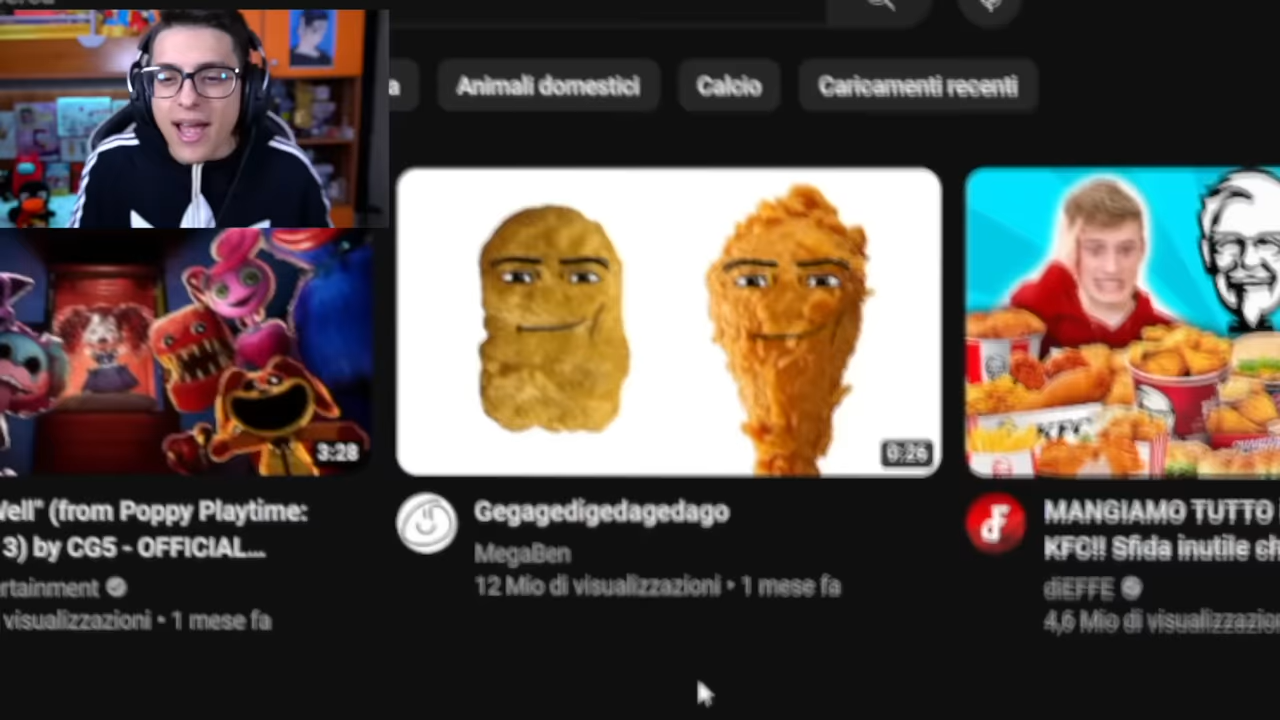 Animali domestici
Calcio
Caricamenti recenti
3:28
0:26
KFC
Well" (from Poppy Playtime:
3) by CG5 - OFFICIAL...
visualizzazioni • 1 mese fa
Gegagedigedagedago
MegaBen
12 Mio di visualizzazioni • 1 mese fa
MANGIAMO TUTTO
KFC!! Sfida inutile
diEFFE
4,6 Mio di